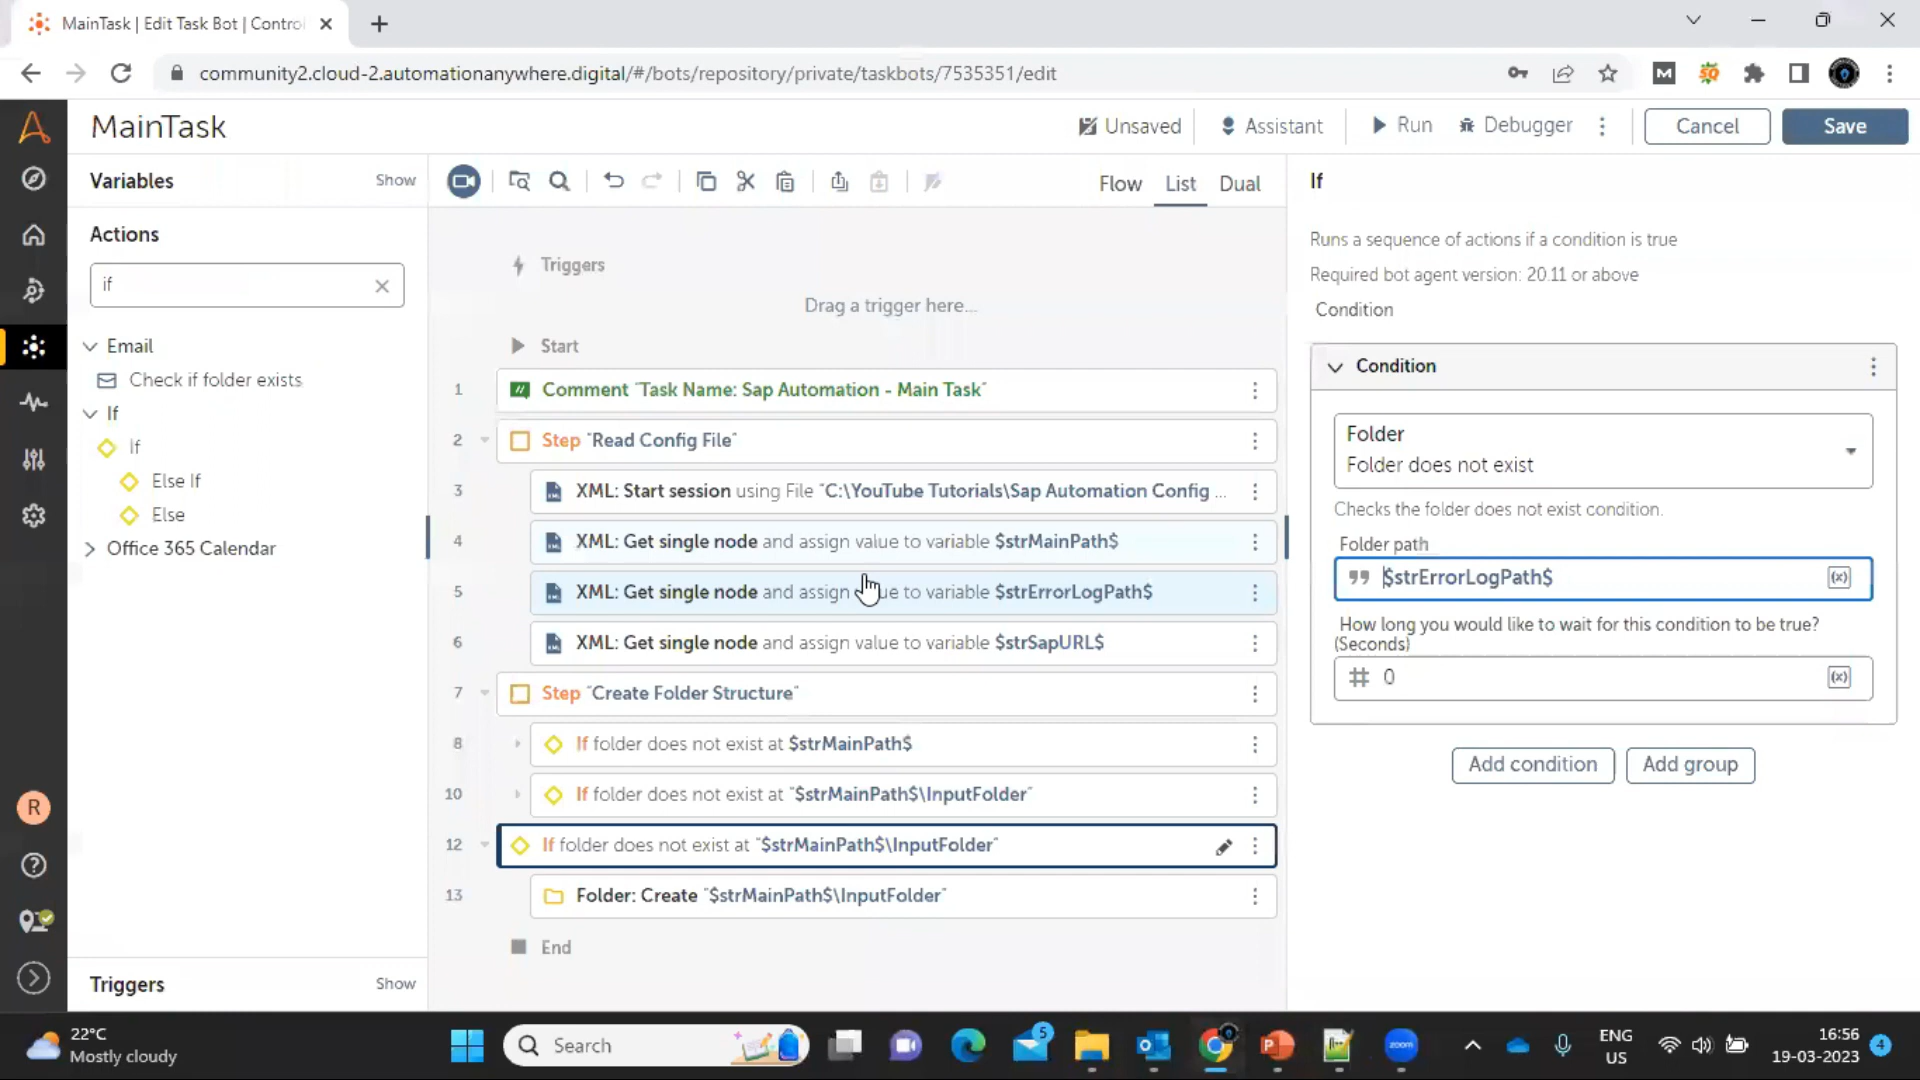 MainTask | Edit Task Bot | Contro
community2.cloud-2.automationanywhere.digital/#/bots/repository/private/taskbots/7535351/edit
MainTask
Unsaved
Assistant
Run
Debugger
Cancel
Save
Variables
Show
Flow
List
Dual
If
Actions
if
Email
Check if folder exists
If
If
Else If
Else
Office 365 Calendar
Triggers
Show
Triggers
Drag a trigger here...
Start
1 Comment "Task Name: Sap Automation - Main Task"
2 Step "Read Config File"
3 XML: Start session using File "C:\YouTube Tutorials\Sap Automation Config ...
4 XML: Get single node and assign value to variable $strMainPath$
5 XML: Get single node and assign value to variable $strErrorLogPath$
6 XML: Get single node and assign value to variable $strSapURL$
7 Step "Create Folder Structure"
8 If folder does not exist at $strMainPath$
10 If folder does not exist at "$strMainPath$\InputFolder"
12 If folder does not exist at "$strMainPath$\InputFolder"
13 Folder: Create "$strMainPath$\InputFolder"
End
Runs a sequence of actions if a condition is true
Required bot agent version: 20.11 or above
Condition
Condition
Folder
Folder does not exist
Checks the folder does not exist condition.
Folder path
$strErrorLogPath$
(x)
How long you would like to wait for this condition to be true?
(Seconds)
0
(x)
Add condition
Add group
R
22°C
Mostly cloudy
Search
5
zoom
ENG
US
16:56
19-03-2023
4